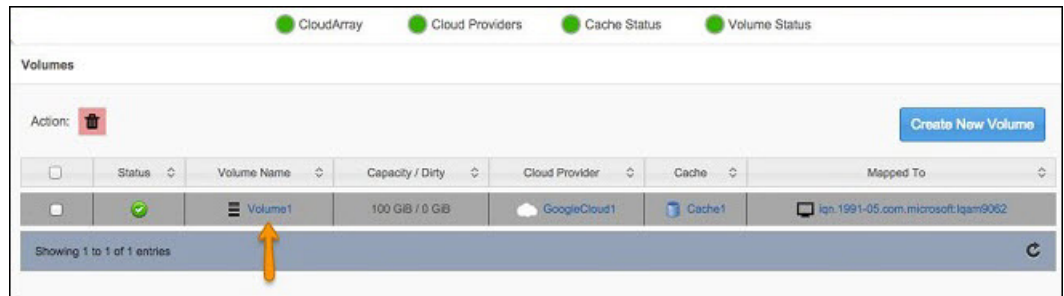 CloudArray Cloud Providers Cache Status Volume Status
Volumes
Action:
Create New Volume
Status Volume Name Capacity / Dirty Cloud Provider Cache Mapped To
Volume1 100 GiB / 0 GiB GoogleCloud1 Cache1 iqn.1991-05.com.microsoft:lqam9062
Showing 1 to 1 of 1 entries